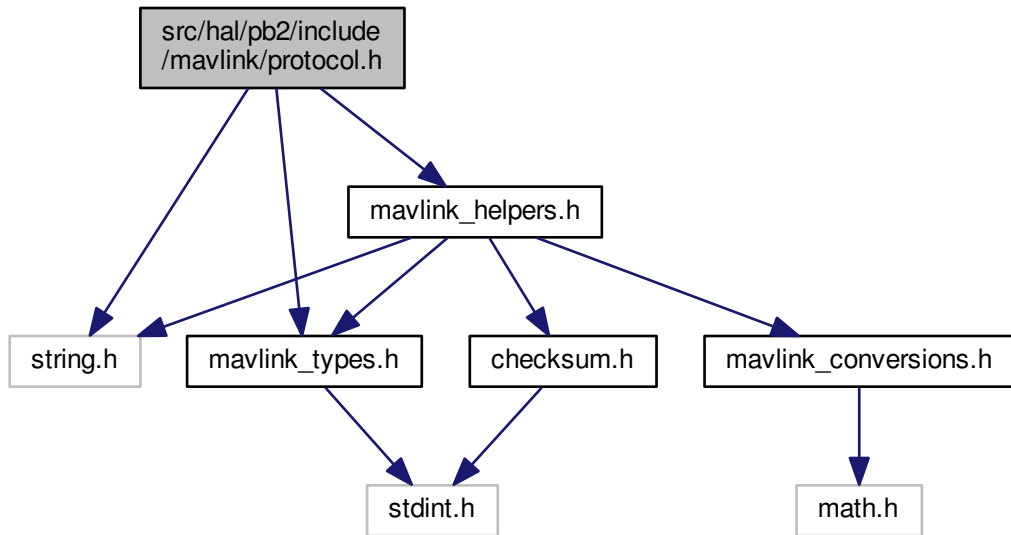 src/hal/pb2/include
/mavlink/protocol.h
mavlink_helpers.h
string.h
mavlink_types.h
checksum.h
mavlink_conversions.h
stdint.h
math.h